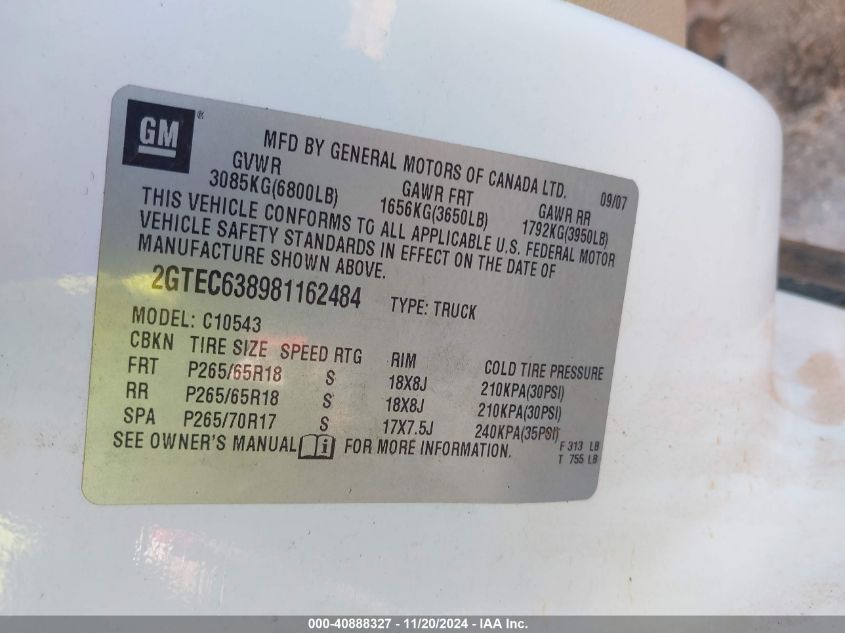 GM ®
MFD BY GENERAL MOTORS OF CANADA LTD. 09/07
GVWR GAWR FRT GAWR RR
3085KG(6800LB) 1656KG(3650LB) 1792KG(3950LB)
THIS VEHICLE CONFORMS TO ALL APPLICABLE U.S. FEDERAL MOTOR
VEHICLE SAFETY STANDARDS IN EFFECT ON THE DATE OF
MANUFACTURE SHOWN ABOVE.
2GTEC638981162484 TYPE: TRUCK
MODEL: C10543
CBKN TIRE SIZE SPEED RTG RIM COLD TIRE PRESSURE
FRT P265/65R18 S 18X8J 210KPA(30PSI)
RR P265/65R18 S 18X8J 210KPA(30PSI)
SPA P265/70R17 S 17X7.5J 240KPA(35PSI)
SEE OWNER'S MANUAL i FOR MORE INFORMATION.
F 313 LB
T 755 LB
000-40888327 - 11/20/2024 - IAA Inc.